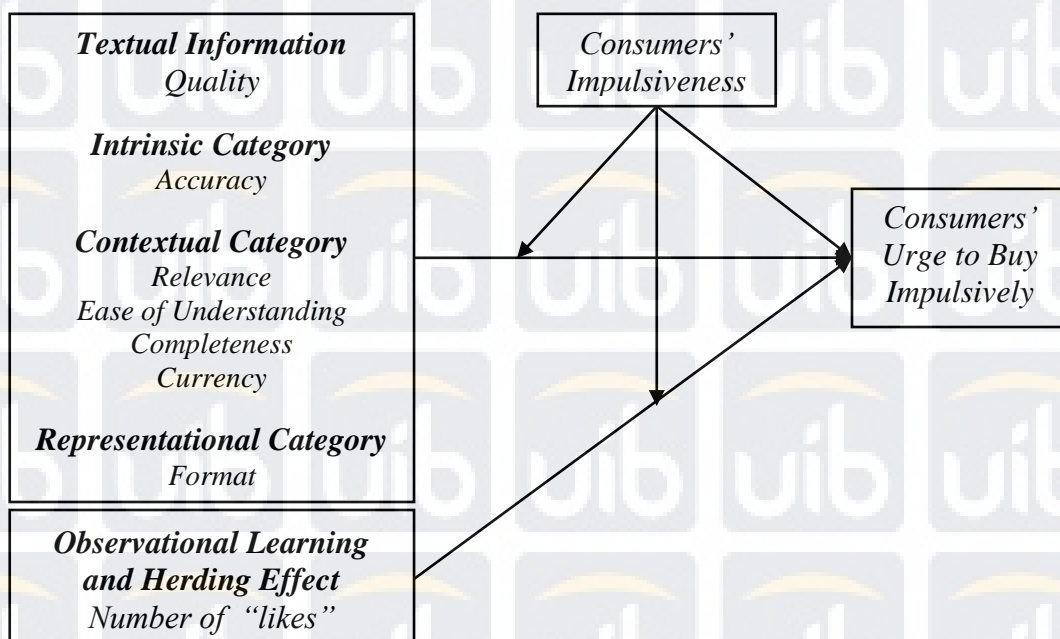 Textual Information
Quality
Intrinsic Category
Accuracy
Contextual Category
Relevance
Ease of Understanding
Completeness
Currency
Representational Category
Format
Observational Learning
and Herding Effect
Number of “likes”
Consumers’
Impulsiveness
Consumers’
Urge to Buy
Impulsively
uib